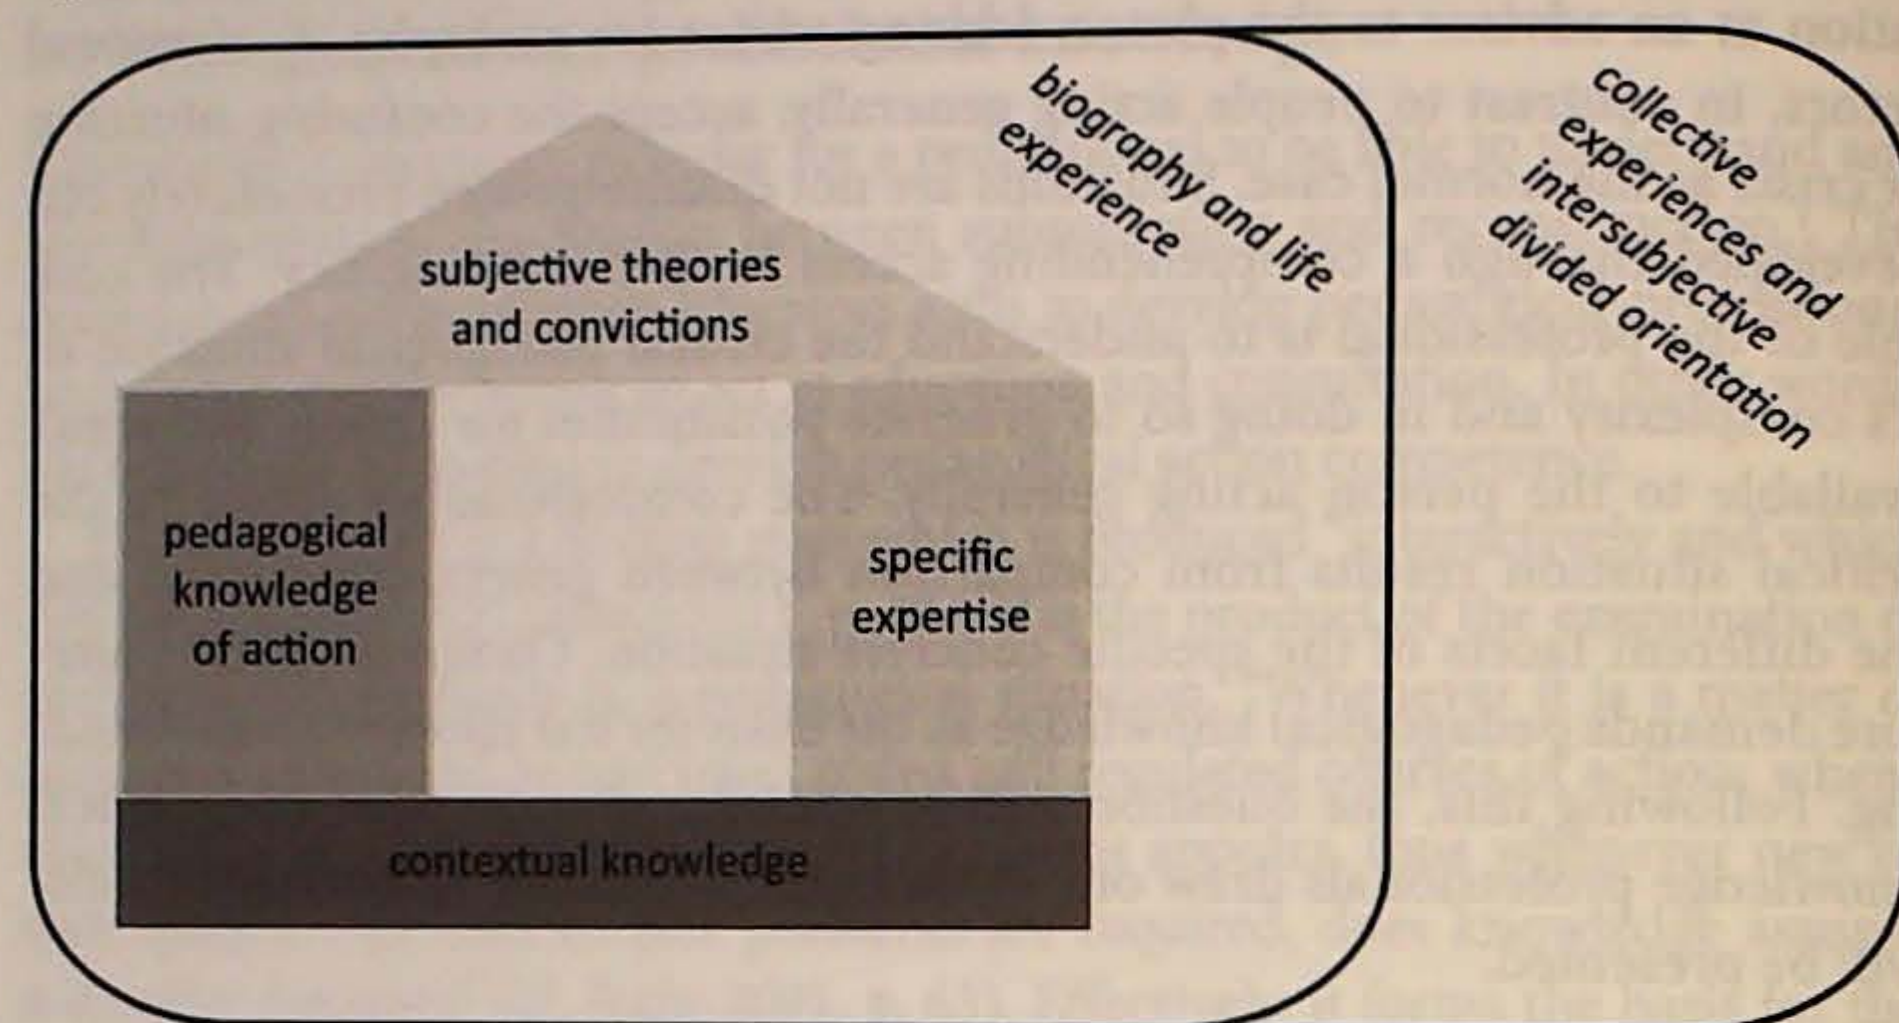 biography and life
experience
collective
experiences and
intersubjective
divided orientation
subjective theories
and convictions
pedagogical
knowledge
of action
specific
expertise
contextual knowledge